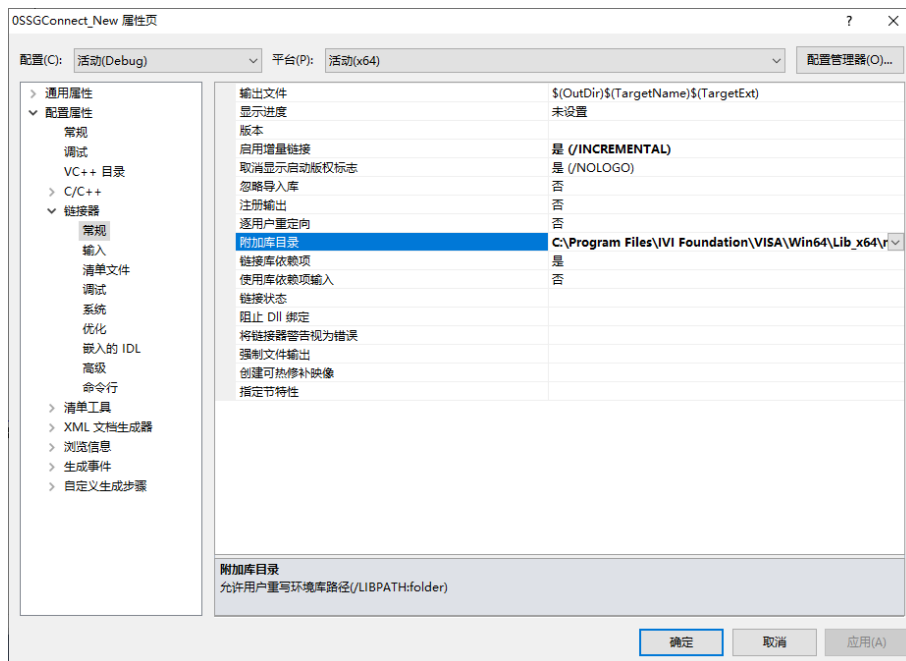 0SSGConnect_New 属性页
?
配置(C): 活动(Debug) 平台(P): 活动(x64) 配置管理器(O)...
通用属性
配置属性
常规
调试
VC++ 目录
C/C++
链接器
常规
输入
清单文件
调试
系统
优化
嵌入的 IDL
高级
命令行
清单工具
XML 文档生成器
浏览信息
生成事件
自定义生成步骤
输出文件 $(OutDir)$(TargetName)$(TargetExt)
显示进度 未设置
版本
启用增量链接 是 (/INCREMENTAL)
取消显示启动版权标志 是 (/NOLOGO)
忽略导入库 否
注册输出 否
逐用户重定向 否
附加库目录 C:\Program Files\IVI Foundation\VISA\Win64\Lib_x64\
链接库依赖项 是
使用库依赖项输入 否
链接状态
阻止 Dll 绑定
将链接器警告视为错误
强制文件输出
创建可热修补映像
指定节特性
附加库目录
允许用户重写环境库路径(/LIBPATH:folder)
确定 取消 应用(A)